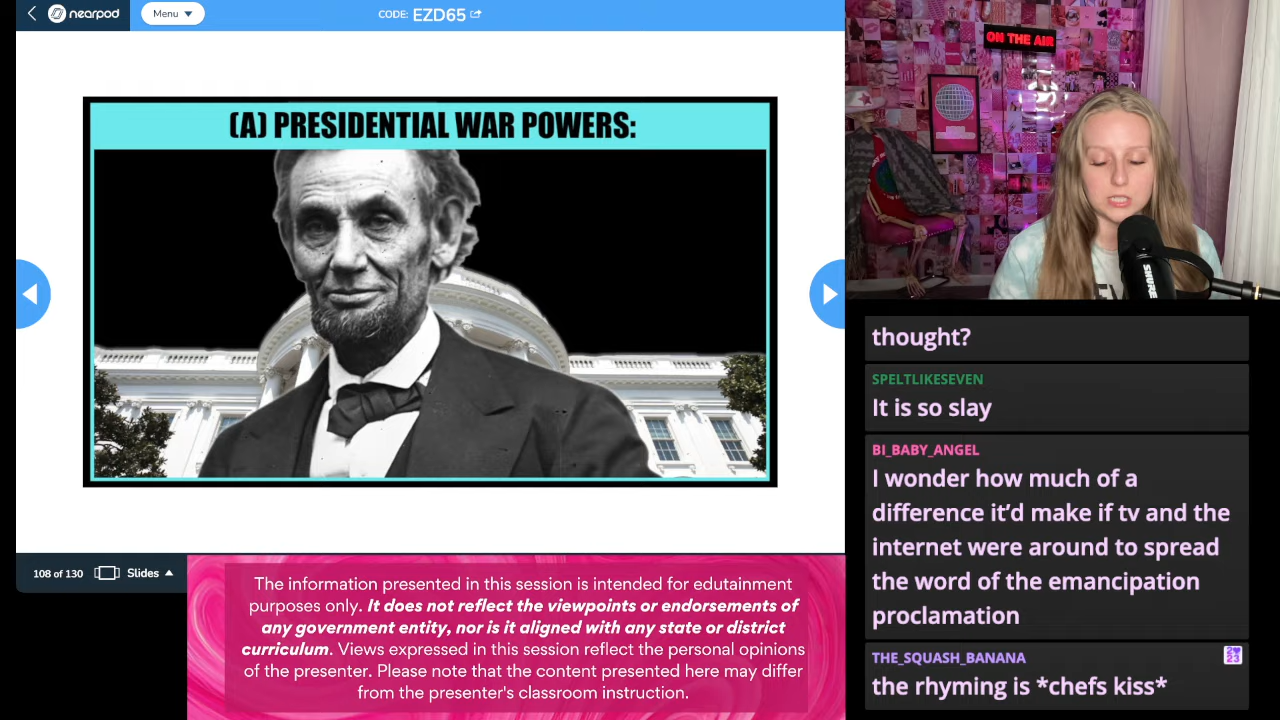 nearpod
Menu
CODE: EZD65
ON THE AIR
(A) PRESIDENTIAL WAR POWERS:
SHURE
thought?
SPELTLIKESEVEN
It is so slay
BI_BABY_ANGEL
I wonder how much of a
difference it’d make if tv and the
internet were around to spread
the word of the emancipation
proclamation
THE_SQUASH_BANANA
the rhyming is *chefs kiss*
108 of 130
Slides
The information presented in this session is intended for edutainment
purposes only. It does not reflect the viewpoints or endorsements of
any government entity, nor is it aligned with any state or district
curriculum. Views expressed in this session reflect the personal opinions
of the presenter. Please note that the content presented here may differ
from the presenter's classroom instruction.